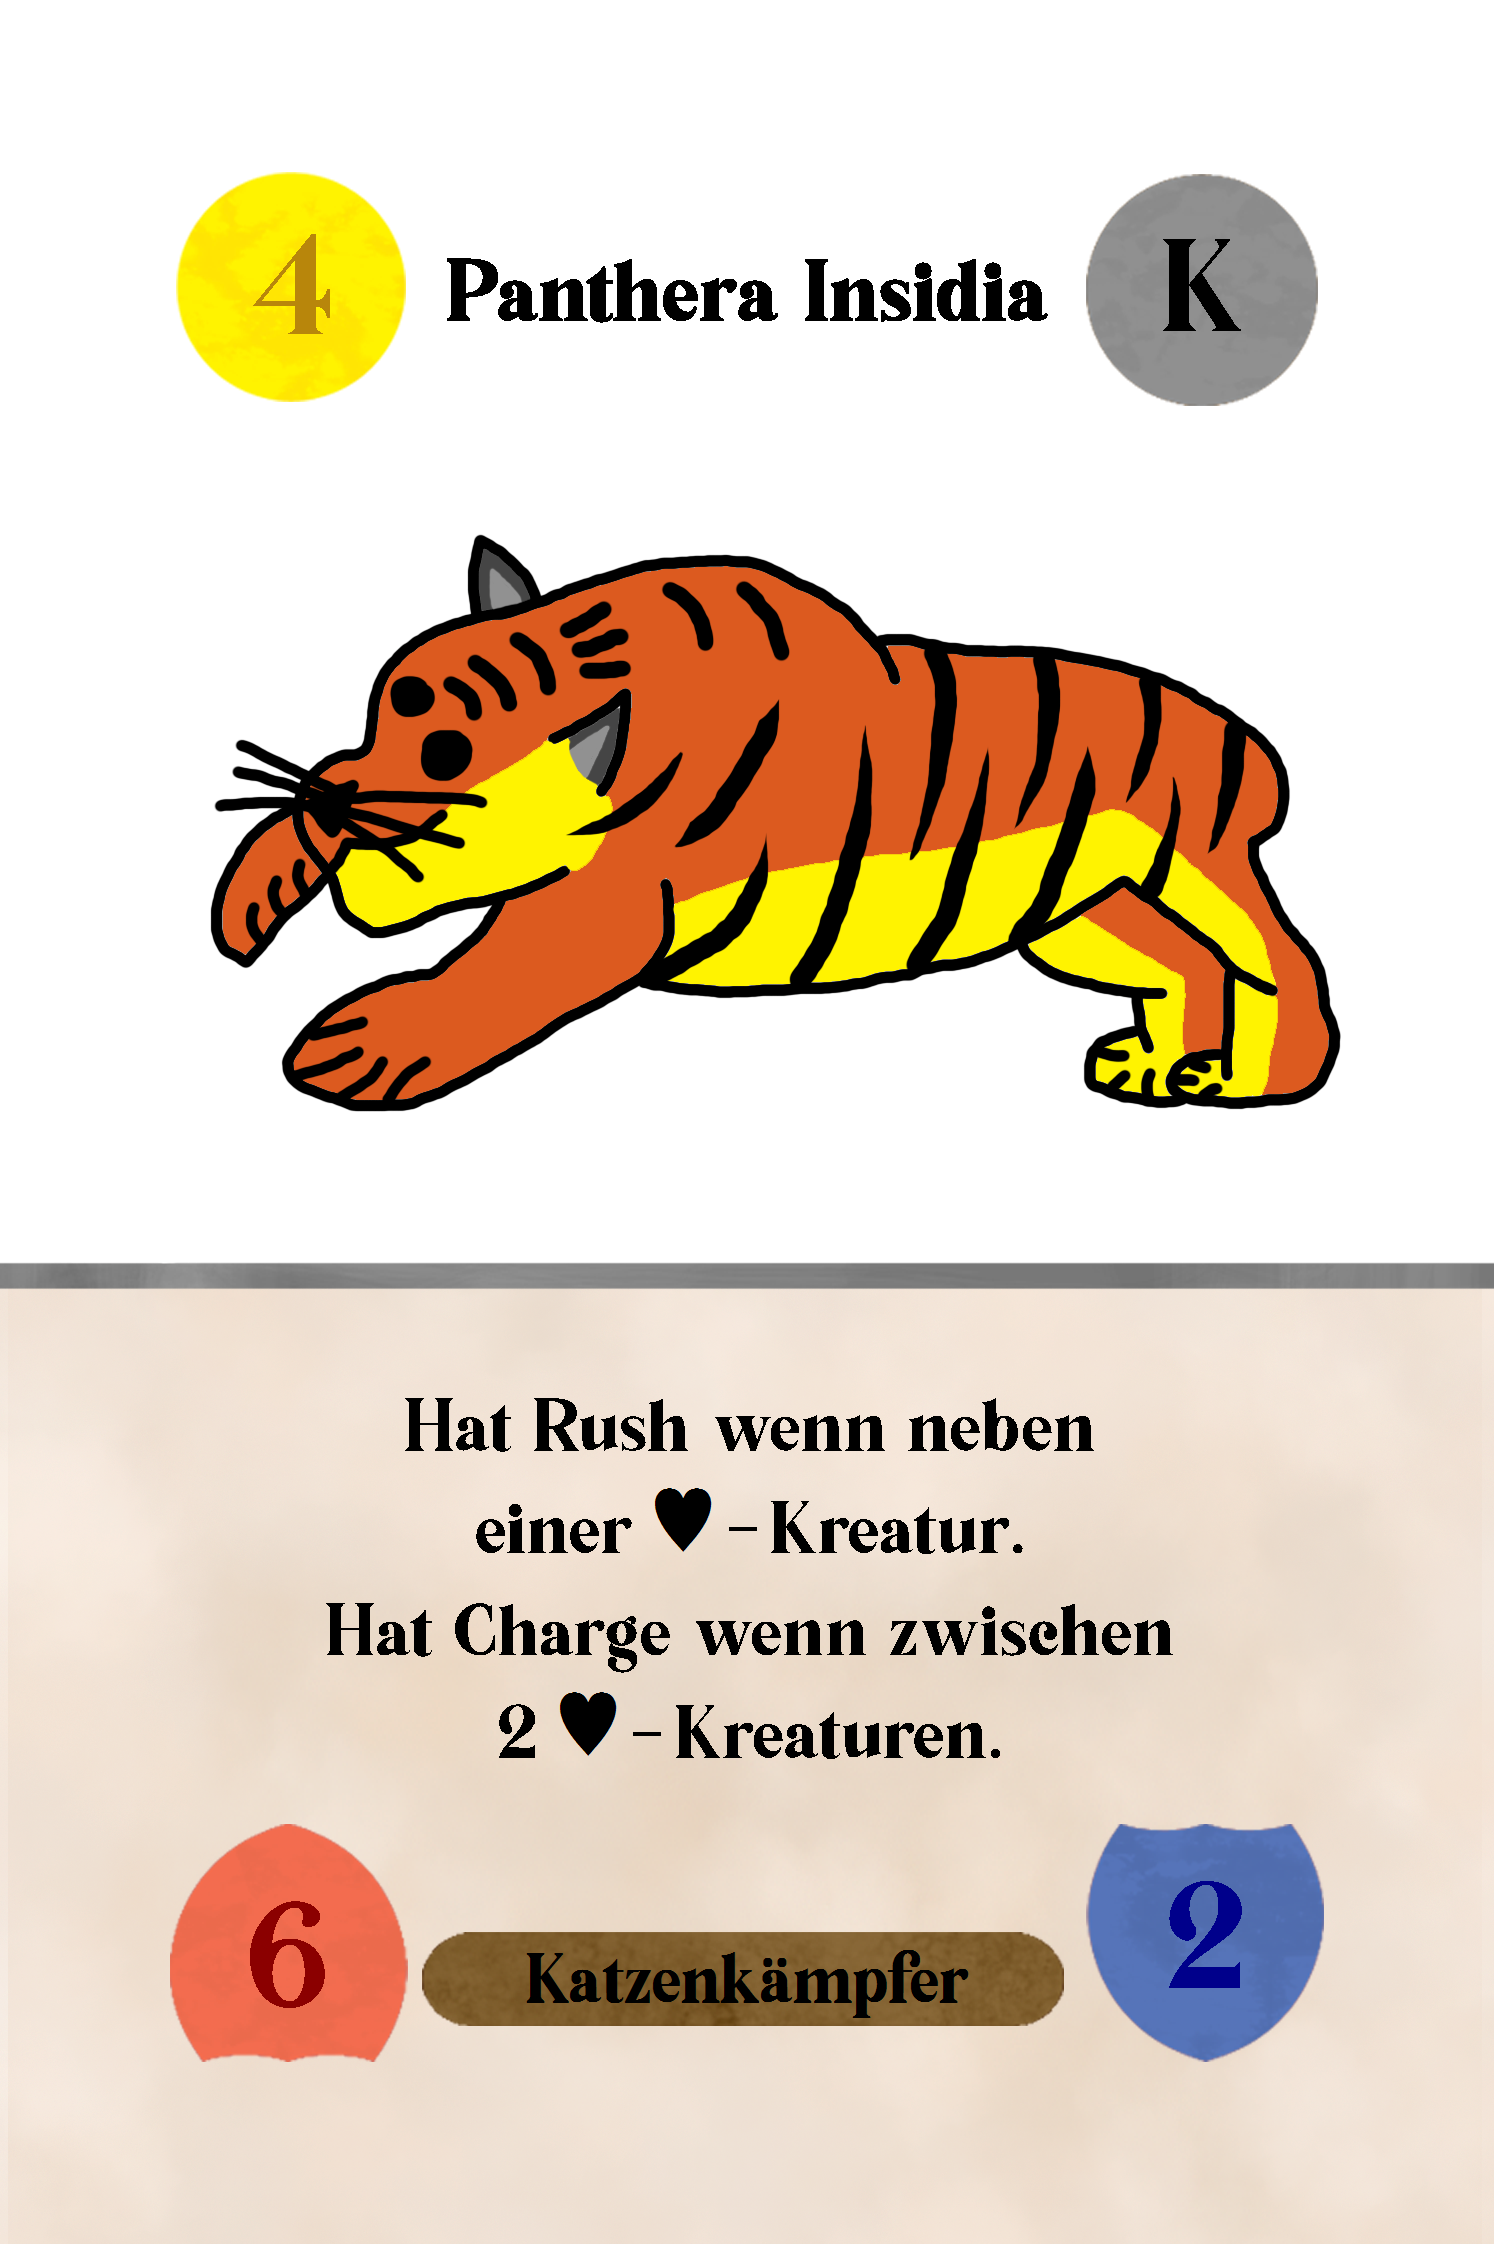 4 Panthera Insidia K
Hat Rush wenn neben
einer ♥-Kreatur.
Hat Charge wenn zwischen
2 ♥-Kreaturen.
6 Katzenkämpfer 2